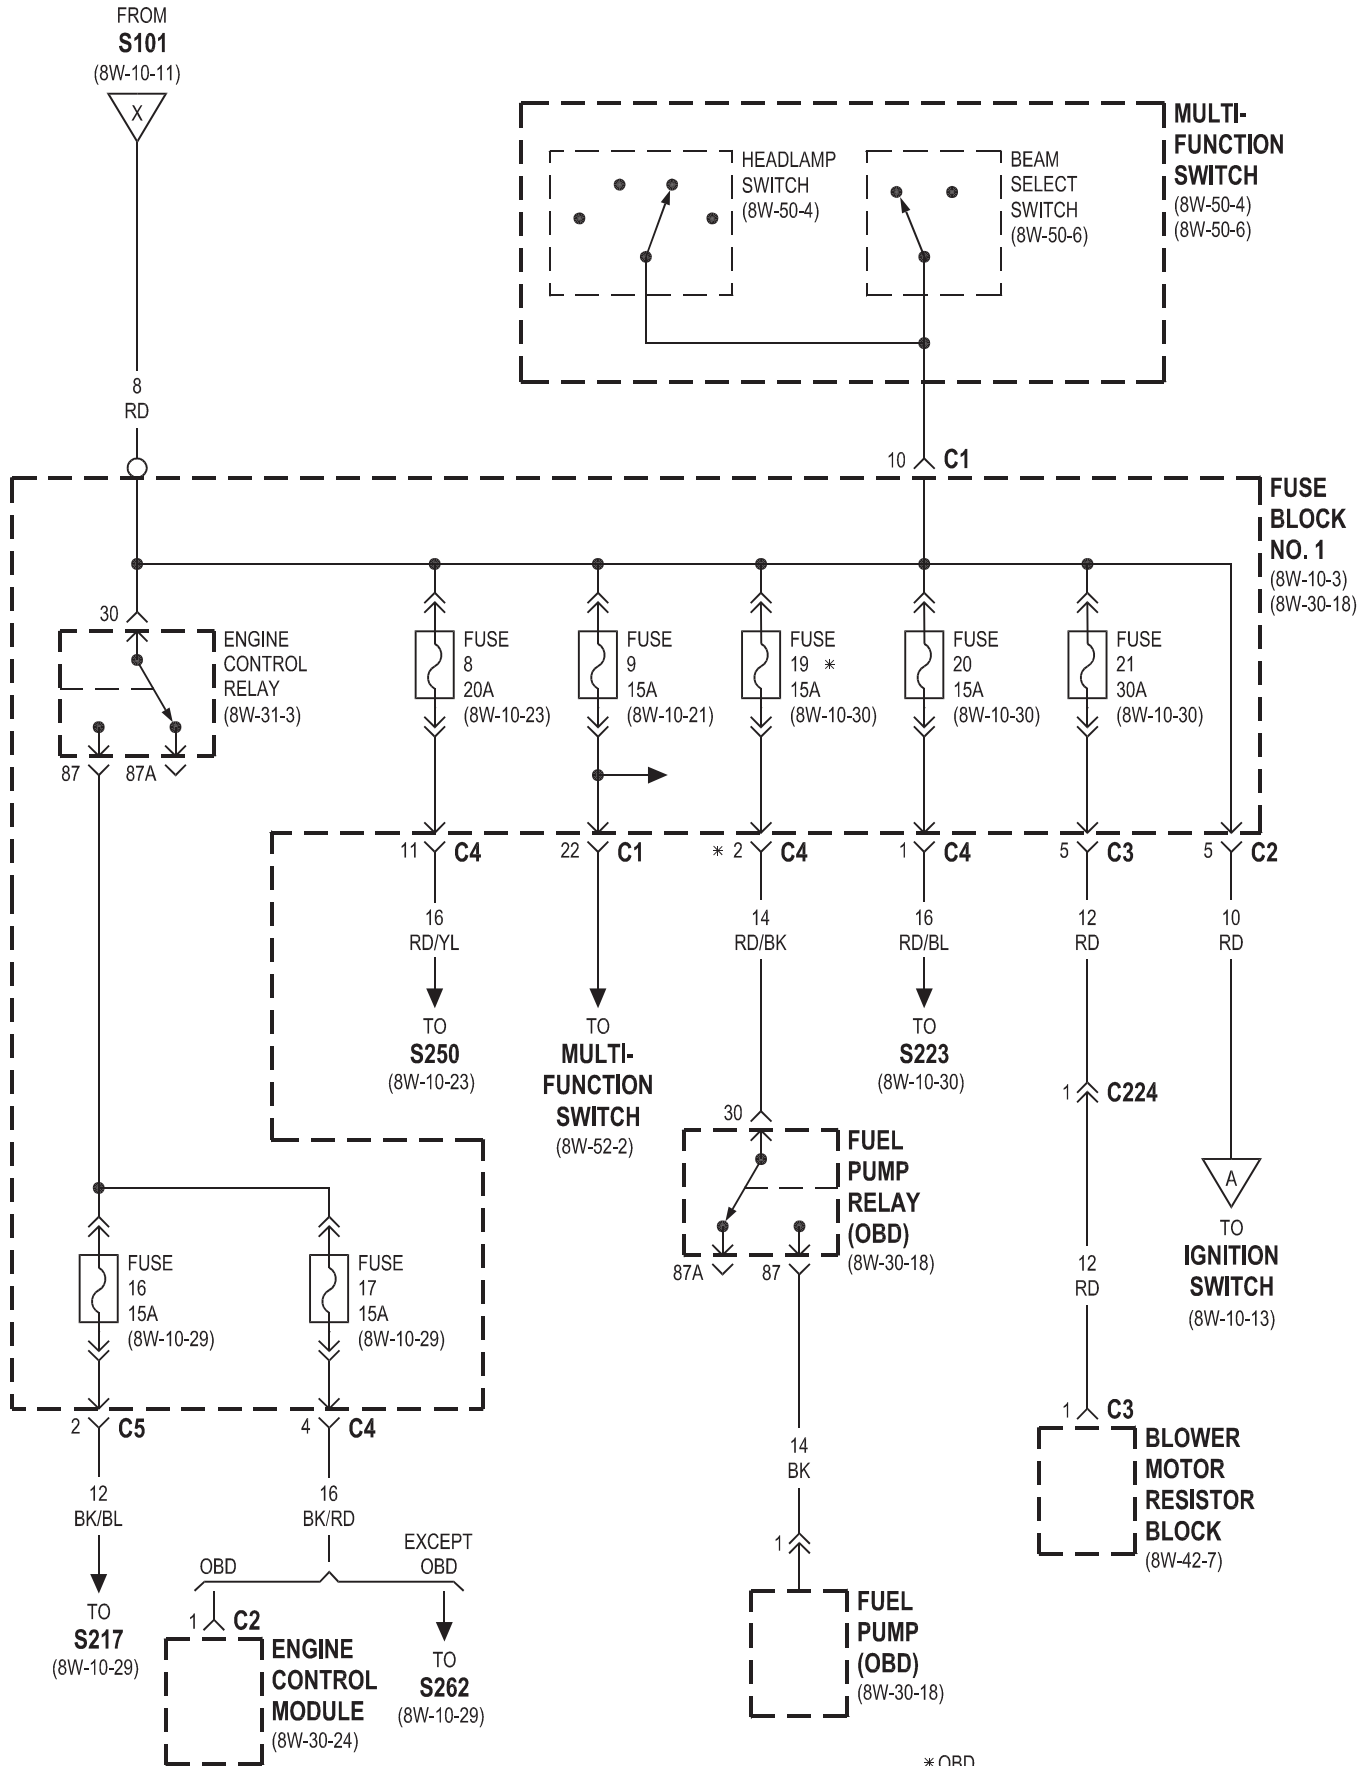 FROM
S101
(8W-10-11)
X
8
RD
MULTI-
FUNCTION
SWITCH
(8W-50-4)
(8W-50-6)
HEADLAMP
SWITCH
(8W-50-4)
BEAM
SELECT
SWITCH
(8W-50-6)
10 C1
FUSE
BLOCK
NO. 1
(8W-10-3)
(8W-30-18)
30
ENGINE
CONTROL
RELAY
(8W-31-3)
87 87A
FUSE
8
20A
(8W-10-23)
FUSE
9
15A
(8W-10-21)
FUSE
19 *
15A
(8W-10-30)
FUSE
20
15A
(8W-10-30)
FUSE
21
30A
(8W-10-30)
11 C4
22 C1
* 2 C4
1 C4
5 C3
5 C2
16
RD/YL
TO
S250
(8W-10-23)
TO
MULTI-
FUNCTION
SWITCH
(8W-52-2)
14
RD/BK
16
RD/BL
TO
S223
(8W-10-30)
12
RD
10
RD
1 C224
30
FUEL
PUMP
RELAY
(OBD)
(8W-30-18)
87A 87
A
TO
IGNITION
SWITCH
(8W-10-13)
12
RD
FUSE
16
15A
(8W-10-29)
FUSE
17
15A
(8W-10-29)
2 C5
4 C4
12
BK/BL
TO
S217
(8W-10-29)
16
BK/RD
OBD
EXCEPT
OBD
1 C2
ENGINE
CONTROL
MODULE
(8W-30-24)
TO
S262
(8W-10-29)
14
BK
1
FUEL
PUMP
(OBD)
(8W-30-18)
1 C3
BLOWER
MOTOR
RESISTOR
BLOCK
(8W-42-7)
* OBD